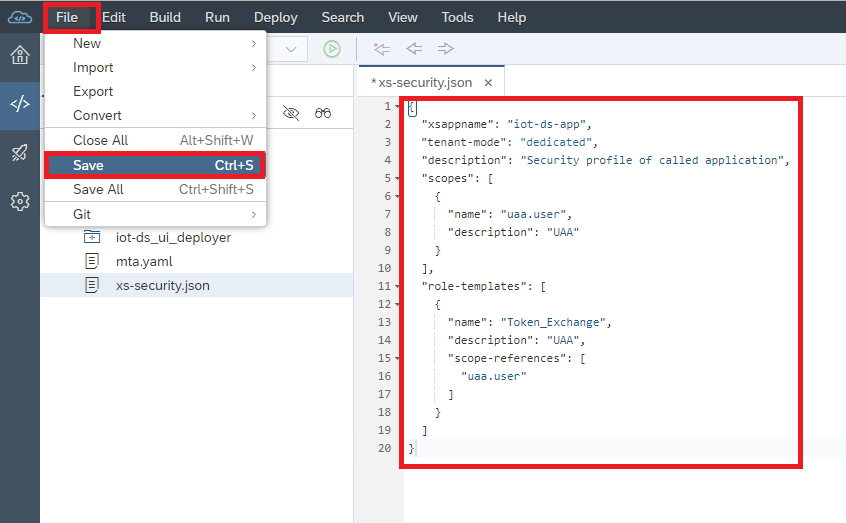 File Edit Build Run Deploy Search View Tools Help
New
Import
Export
Convert
Close All Alt+Shift+W
Save Ctrl+S
Save All Ctrl+Shift+S
Git
iot-ds_ui_deployer
mta.yaml
xs-security.json
*xs-security.json ×
1 {
2 "xsappname": "iot-ds-app",
3 "tenant-mode": "dedicated",
4 "description": "Security profile of called application",
5 "scopes": [
6 {
7 "name": "uaa.user",
8 "description": "UAA"
9 }
10 ],
11 "role-templates": [
12 {
13 "name": "Token_Exchange",
14 "description": "UAA",
15 "scope-references": [
16 "uaa.user"
17 ]
18 }
19 ]
20 }